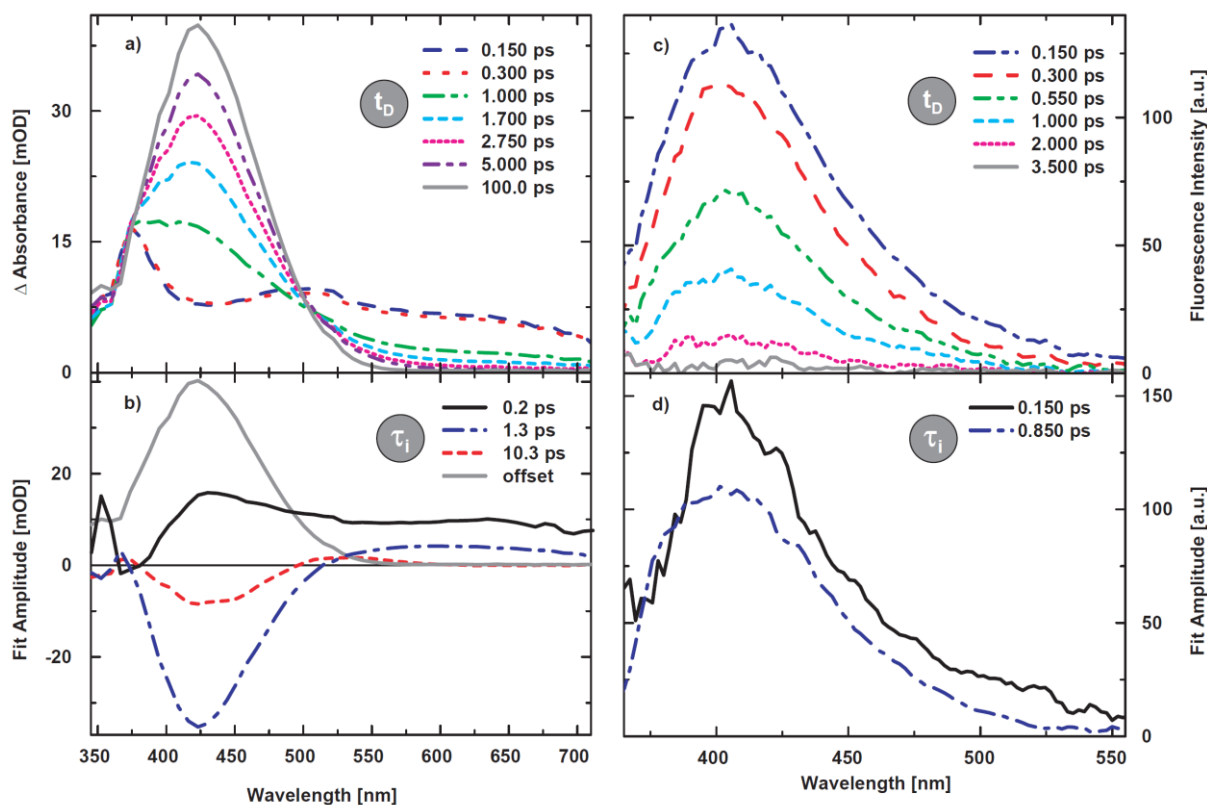 a)
t_D
0.150 ps
0.300 ps
1.000 ps
1.700 ps
2.750 ps
5.000 ps
100.0 ps
Δ Absorbance [mOD]
30
15
0
c)
t_D
0.150 ps
0.300 ps
0.550 ps
1.000 ps
2.000 ps
3.500 ps
Fluorescence Intensity [a.u.]
100
50
0
b)
τ_i
0.2 ps
1.3 ps
10.3 ps
offset
Fit Amplitude [mOD]
20
0
-20
350 400 450 500 550 600 650 700
Wavelength [nm]
d)
τ_i
0.150 ps
0.850 ps
Fit Amplitude [a.u.]
150
100
50
0
400 450 500 550
Wavelength [nm]